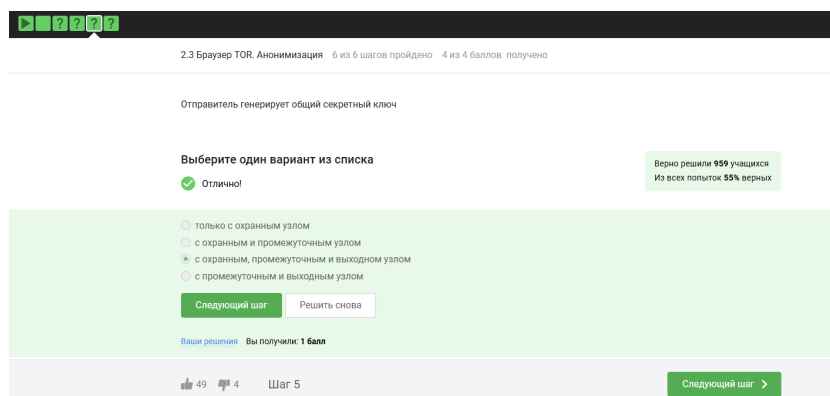 ? ? ? ?
2.3 Браузер TOR. Анонимизация 6 из 6 шагов пройдено 4 из 4 баллов получено
Отправитель генерирует общий секретный ключ
Выберите один вариант из списка
Отлично!
Верно решили 959 учащихся
Из всех попыток 55% верных
только с охранным узлом
с охранным и промежуточным узлом
с охранным, промежуточным и выходном узлом
с промежуточным и выходным узлом
Следующий шаг Решить снова
Ваши решения Вы получили: 1 балл
49 4 Шаг 5 Следующий шаг